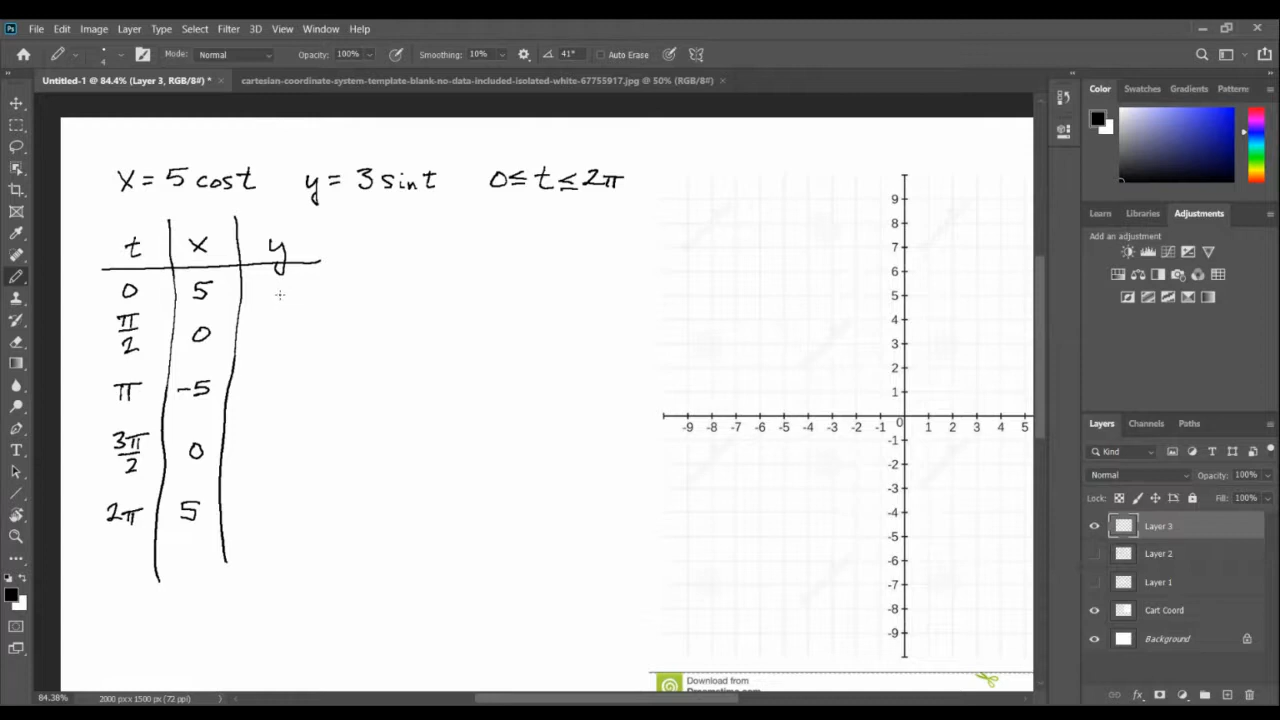 File Edit Image Layer Type Select Filter 3D View Window Help
4 Mode: Normal Opacity: 100% Smoothing: 10% 41° Auto Erase
Untitled-1 @ 84.4% (Layer 3, RGB/8#) * × cartesian-coordinate-system-template-blank-no-data-included-isolated-white-67755917.jpg @ 50% (RGB/8#) ×
Color Swatches Gradients Patterns
x = 5 cos t y = 3 sin t 0 ≤ t ≤ 2π
t x y
0 5
π/2 0
π -5
3π/2 0
2π 5
9
8
7
6
5
4
3
2
1
-9 -8 -7 -6 -5 -4 -3 -2 -1 0 1 2 3 4 5
-1
-2
-3
-4
-5
-6
-7
-8
-9
Download from
Learn Libraries Adjustments
Add an adjustment
Layers Channels Paths
Kind
Normal Opacity: 100%
Lock: Fill: 100%
Layer 3
Layer 2
Layer 1
Cart Coord
Background
84.38% 2000 px x 1500 px (72 ppi)